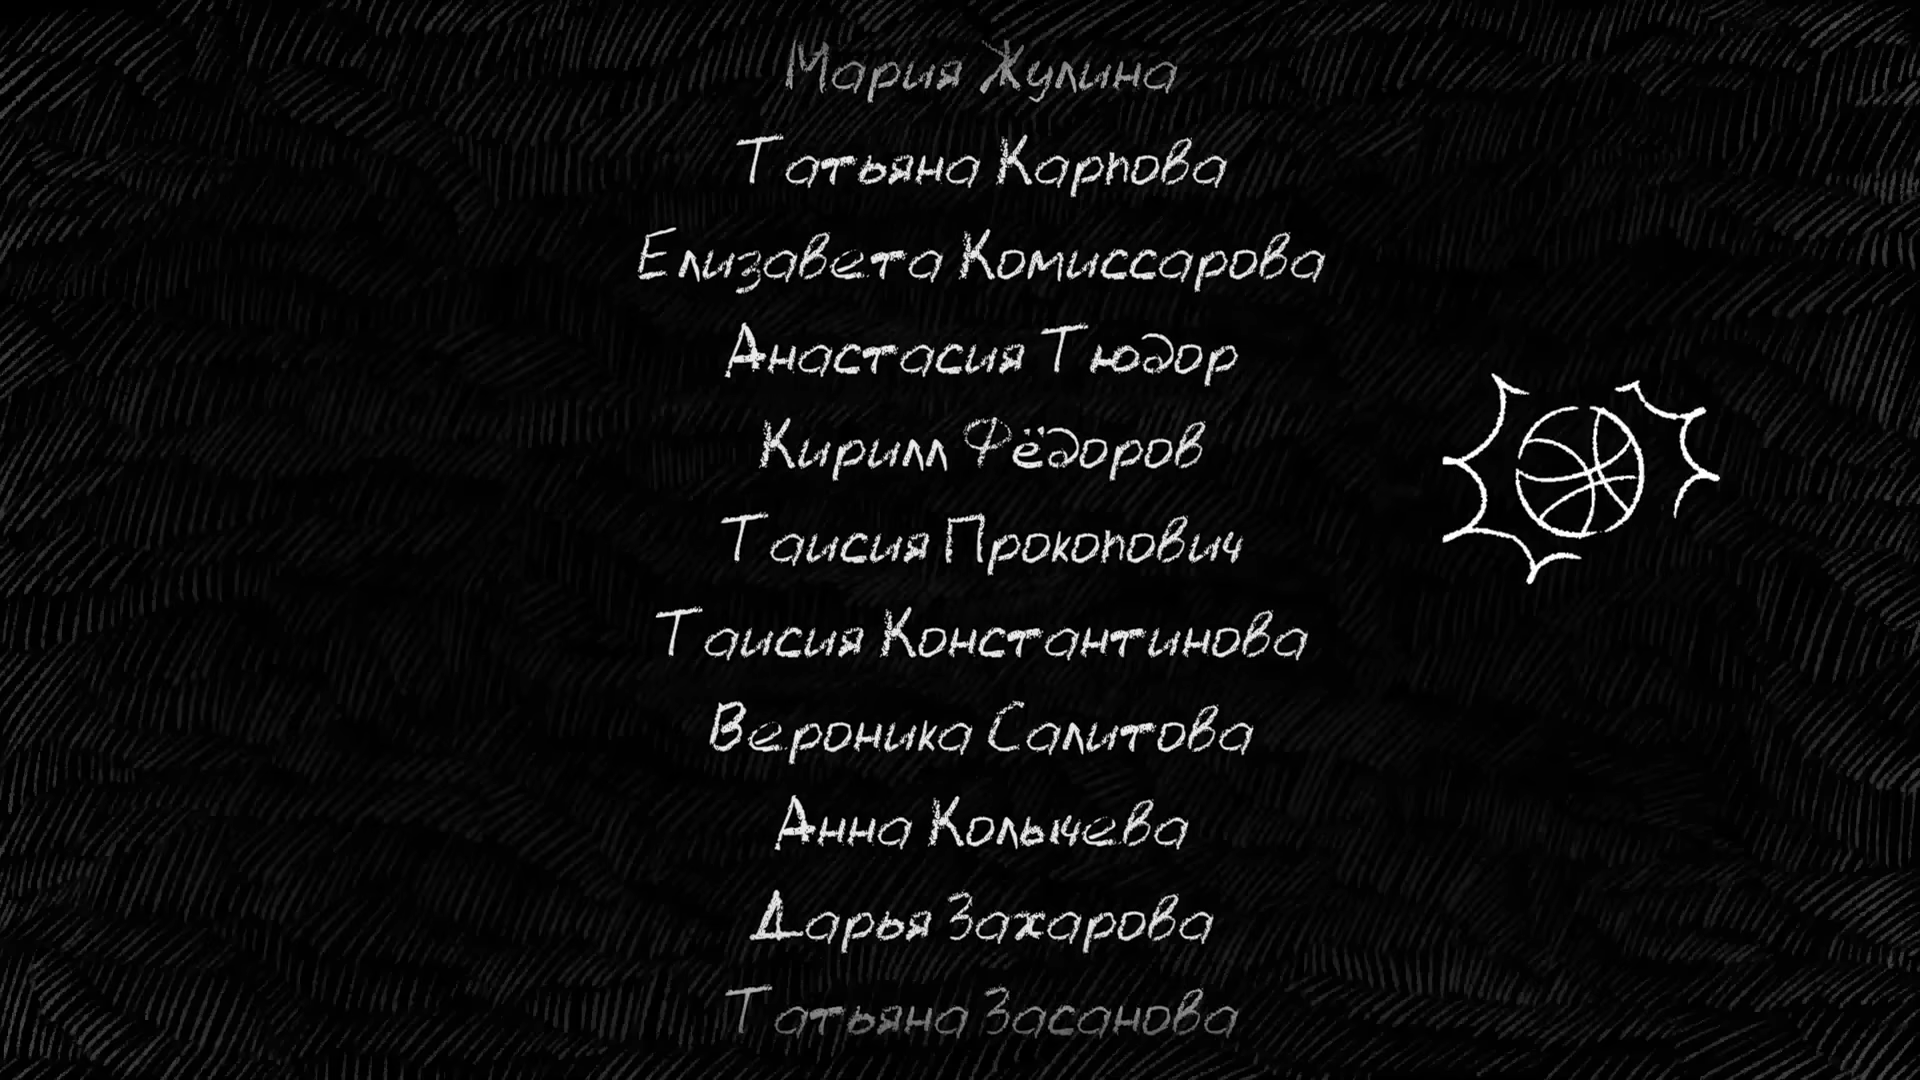 Мария Жулина
Татьяна Карпова
Елизавета Комиссарова
Анастасия Тюдор
Кирилл Фёдоров
Таисия Прокопович
Таисия Константинова
Вероника Салитова
Анна Колычева
Дарья Захарова
Татьяна Засанова